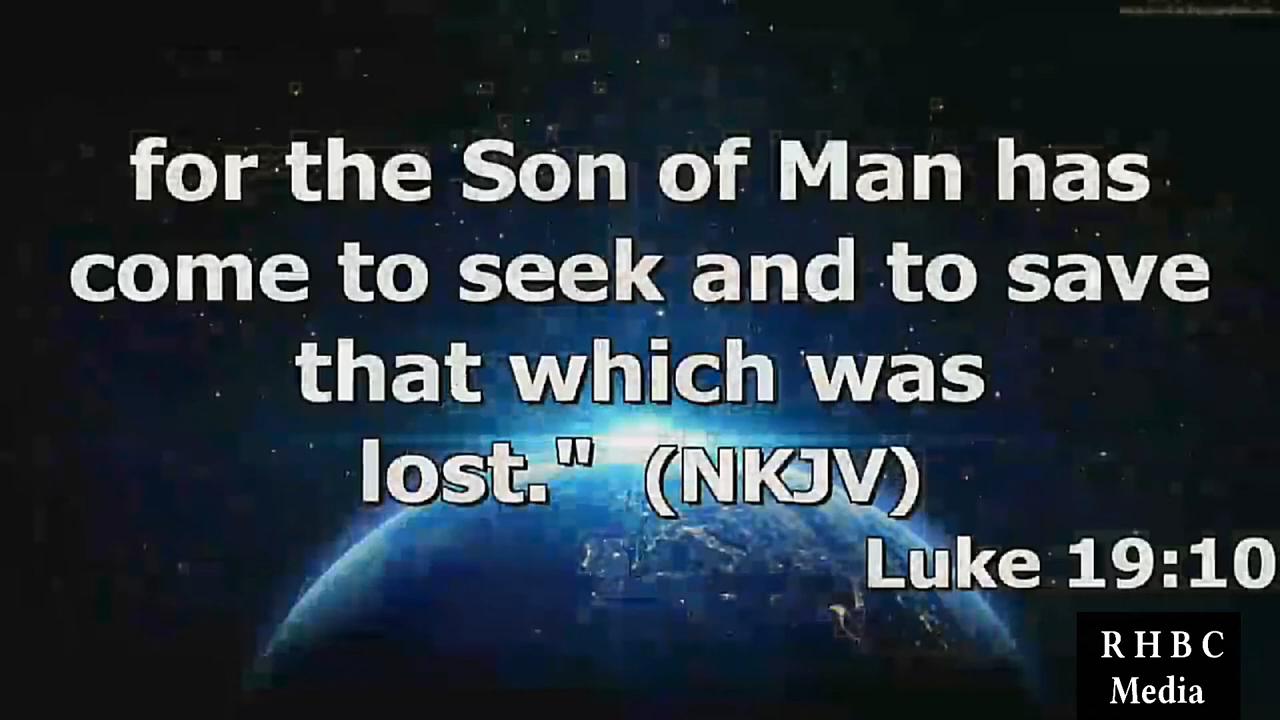 for the Son of Man has
come to seek and to save
that which was
lost." (NKJV)
Luke 19:10
R H B C
Media